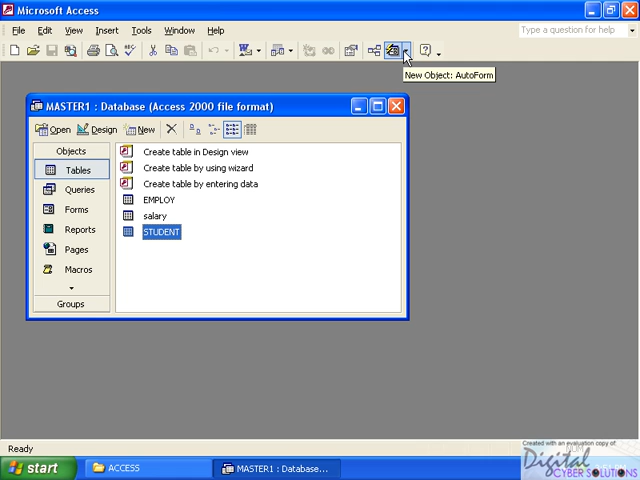 Microsoft Access
File Edit View Insert Tools Window Help
Type a question for help
New Object: AutoForm
MASTER1 : Database (Access 2000 file format)
Open Design New
Objects
Tables
Queries
Forms
Reports
Pages
Macros
Groups
Create table in Design view
Create table by using wizard
Create table by entering data
EMPLOY
salary
STUDENT
Ready
NUM
Created with an evaluation copy of
Digital
CYBER SOLUTIONS
start
ACCESS
MASTER1 : Database...